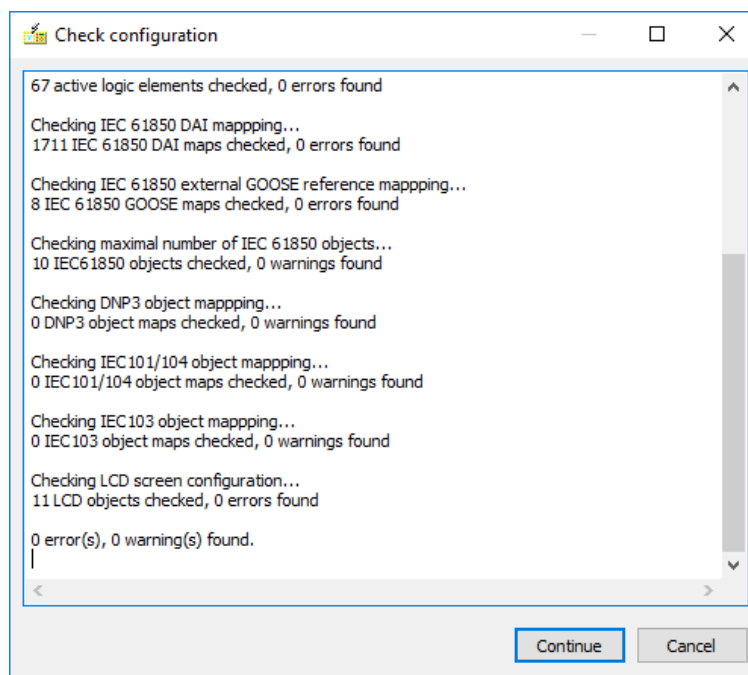 Check configuration
67 active logic elements checked, 0 errors found
Checking IEC 61850 DAI mappping...
1711 IEC 61850 DAI maps checked, 0 errors found
Checking IEC 61850 external GOOSE reference mappping...
8 IEC 61850 GOOSE maps checked, 0 errors found
Checking maximal number of IEC 61850 objects...
10 IEC61850 objects checked, 0 warnings found
Checking DNP3 object mappping...
0 DNP3 object maps checked, 0 warnings found
Checking IEC101/104 object mappping...
0 IEC101/104 object maps checked, 0 warnings found
Checking IEC103 object mappping...
0 IEC103 object maps checked, 0 warnings found
Checking LCD screen configuration...
11 LCD objects checked, 0 errors found
0 error(s), 0 warning(s) found.
Continue
Cancel